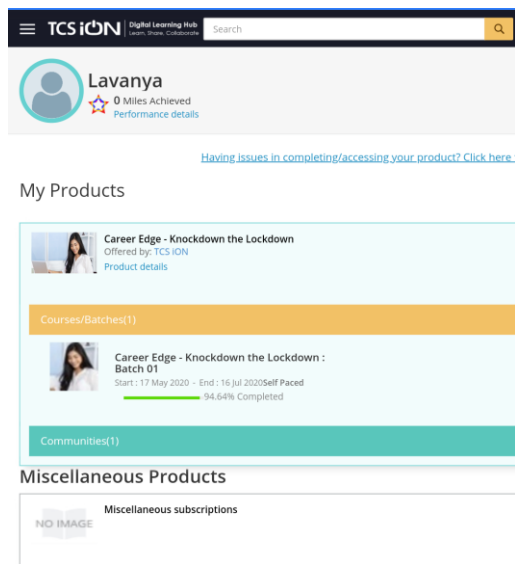 TCS iON Digital Learning Hub
Learn. Share. Collaborate
Search
Lavanya
0 Miles Achieved
Performance details
Having issues in completing/accessing your product? Click here
My Products
Career Edge - Knockdown the Lockdown
Offered by: TCS iON
Product details
Courses/Batches(1)
Career Edge - Knockdown the Lockdown :
Batch 01
Start : 17 May 2020 - End : 16 Jul 2020Self Paced
94.64% Completed
Communities(1)
Miscellaneous Products
NO IMAGE
Miscellaneous subscriptions